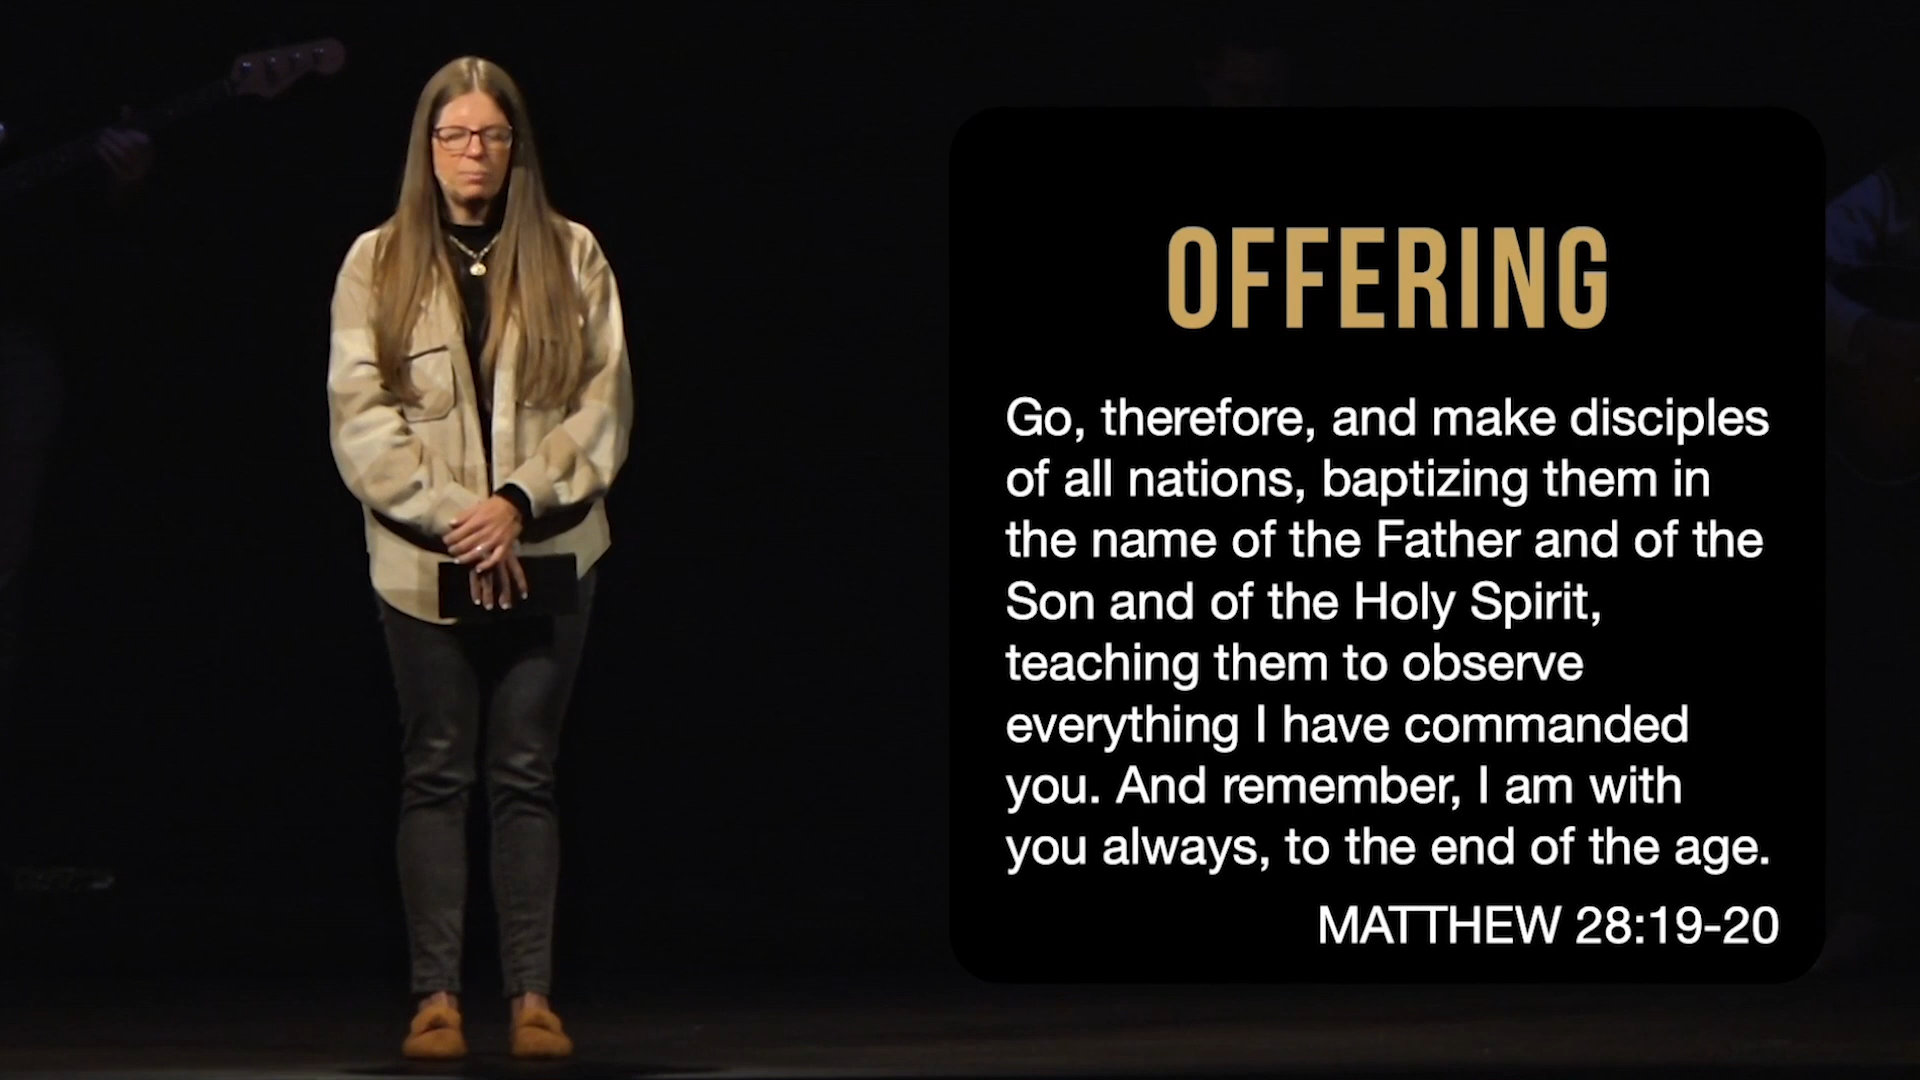 OFFERING
Go, therefore, and make disciples
of all nations, baptizing them in
the name of the Father and of the
Son and of the Holy Spirit,
teaching them to observe
everything I have commanded
you. And remember, I am with
you always, to the end of the age.
MATTHEW 28:19-20